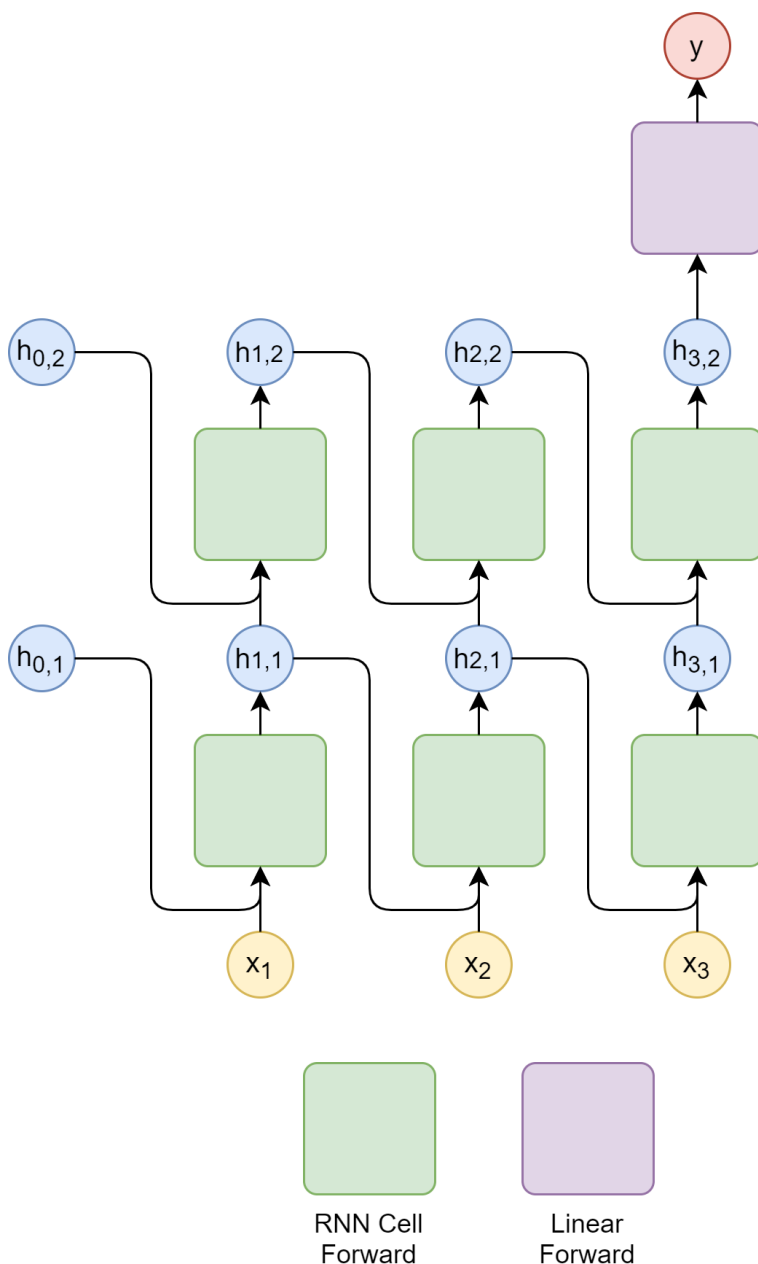 y
h0,2
h1,2
h2,2
h3,2
h0,1
h1,1
h2,1
h3,1
x1
x2
x3
RNN Cell
Forward
Linear
Forward